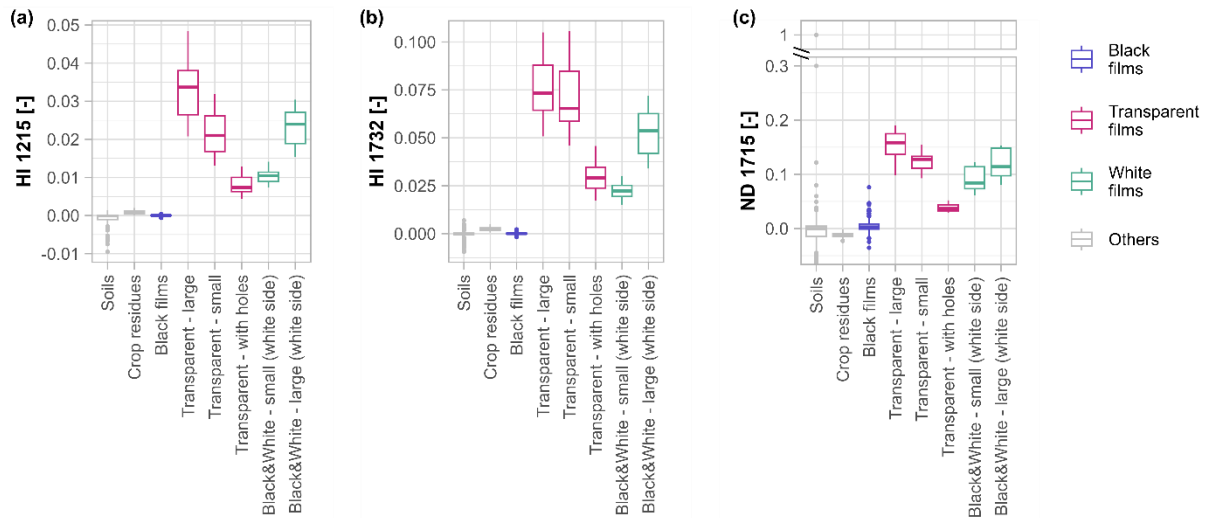 (a)
HI 1215 [-]
0.05
0.04
0.03
0.02
0.01
0.00
-0.01
Soils
Crop residues
Black films
Transparent - large
Transparent - small
Transparent - with holes
Black&White - small (white side)
Black&White - large (white side)
(b)
HI 1732 [-]
0.100
0.075
0.050
0.025
0.000
Soils
Crop residues
Black films
Transparent - large
Transparent - small
Transparent - with holes
Black&White - small (white side)
Black&White - large (white side)
(c)
ND 1715 [-]
1
0.3
0.2
0.1
0.0
Soils
Crop residues
Black films
Transparent - large
Transparent - small
Transparent - with holes
Black&White - small (white side)
Black&White - large (white side)
Black
films
Transparent
films
White
films
Others